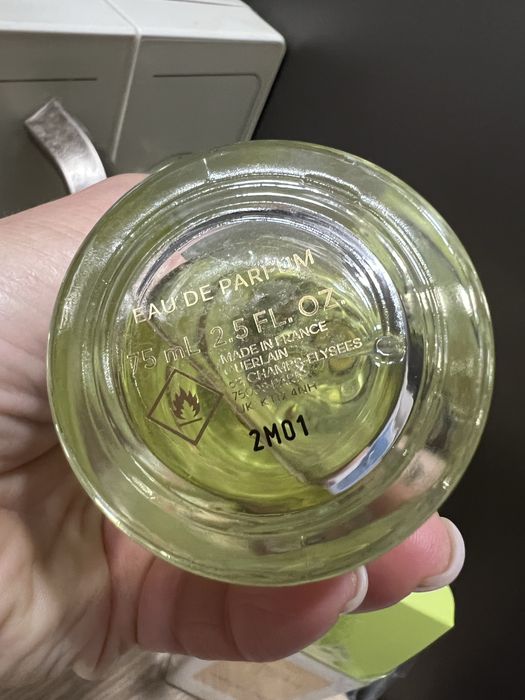 EAU DE PARFUM
75 mL 2.5 FL. OZ.
MADE IN FRANCE
GUERLAIN
CHAMPS-ELYSEES
2M01